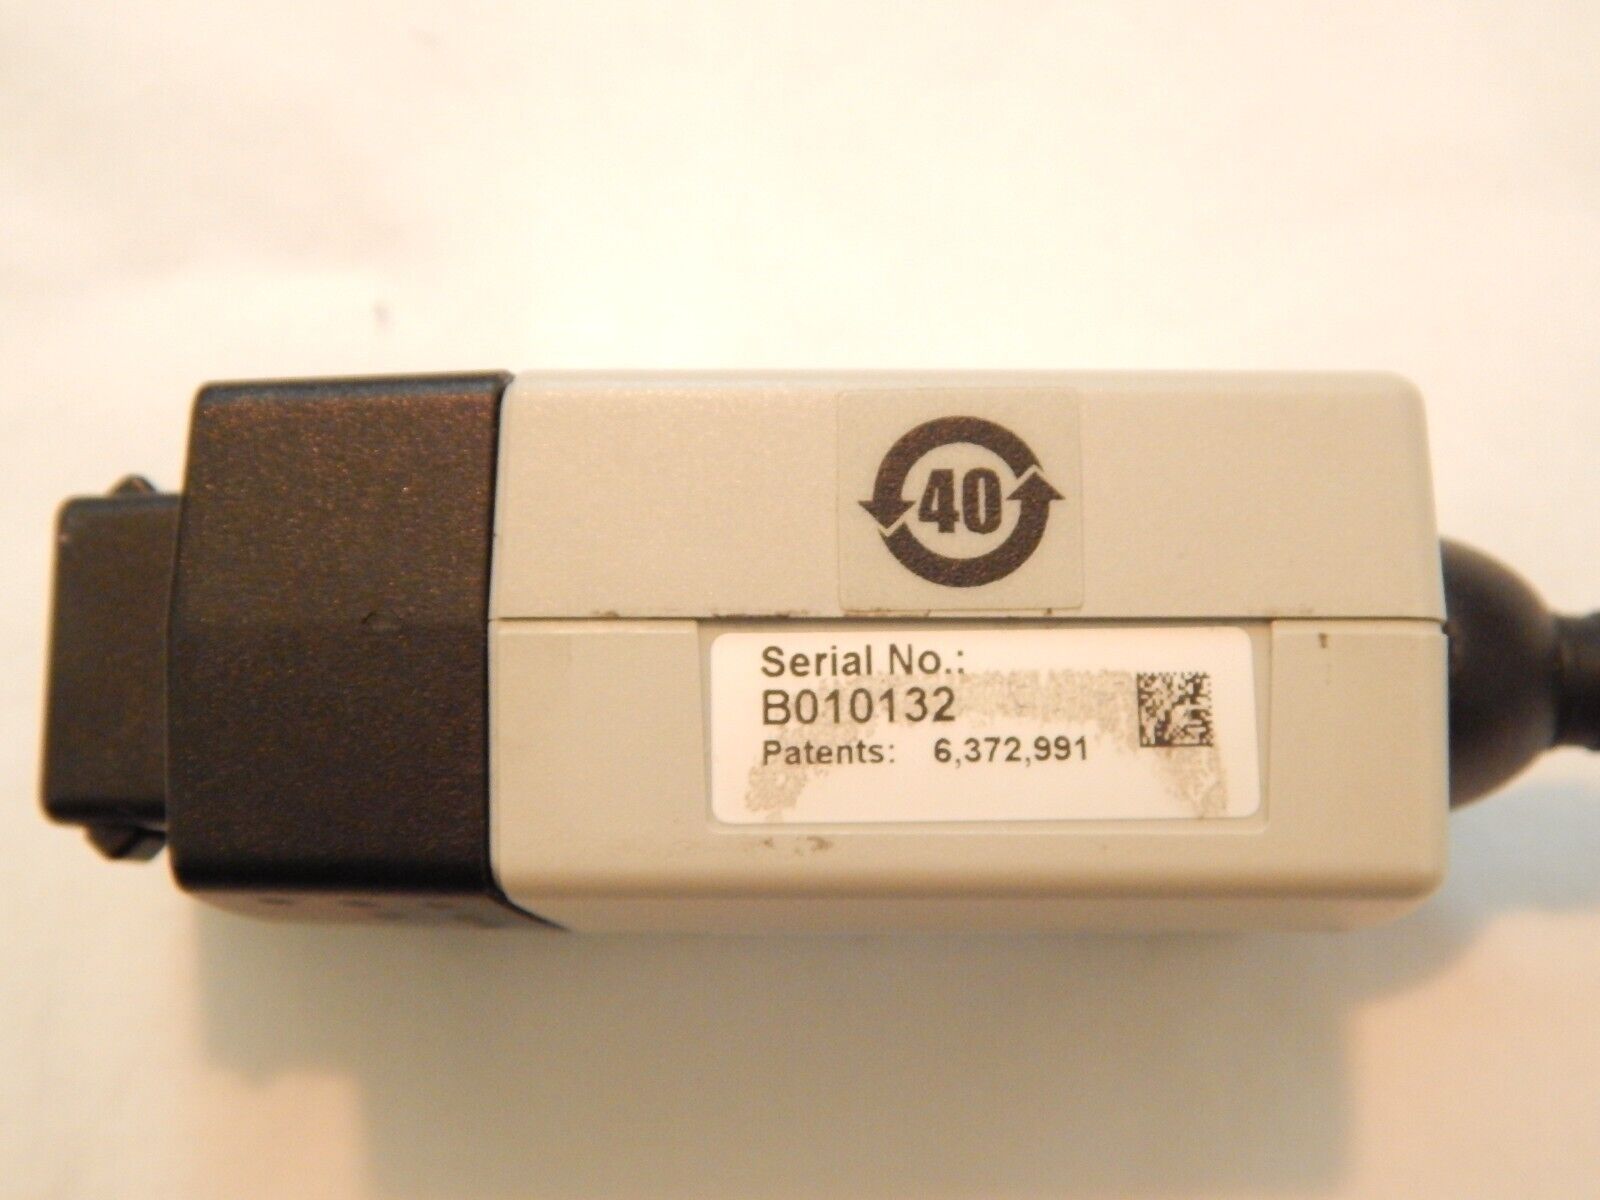 40
Serial No.:
B010132
Patents: 6,372,991